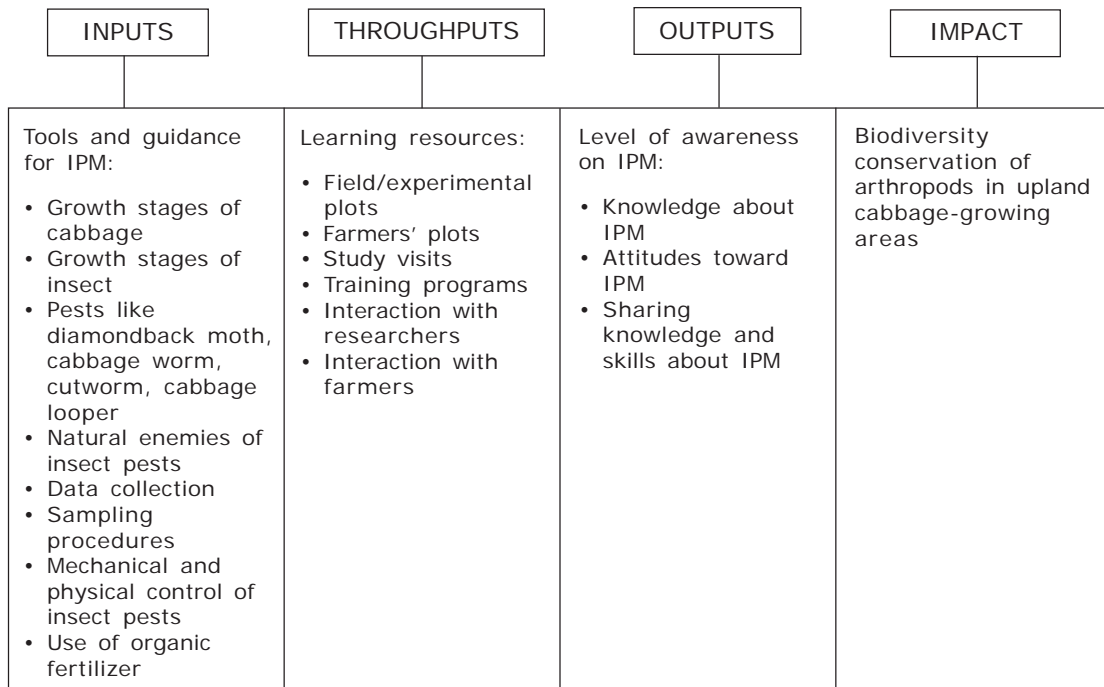 INPUTS
THROUGHPUTS
OUTPUTS
IMPACT
Tools and guidance
for IPM:
• Growth stages of
cabbage
• Growth stages of
insect
• Pests like
diamondback moth,
cabbage worm,
cutworm, cabbage
looper
• Natural enemies of
insect pests
• Data collection
• Sampling
procedures
• Mechanical and
physical control of
insect pests
• Use of organic
fertilizer
Learning resources:
• Field/experimental
plots
• Farmers’ plots
• Study visits
• Training programs
• Interaction with
researchers
• Interaction with
farmers
Level of awareness
on IPM:
• Knowledge about
IPM
• Attitudes toward
IPM
• Sharing
knowledge and
skills about IPM
Biodiversity
conservation of
arthropods in upland
cabbage-growing
areas